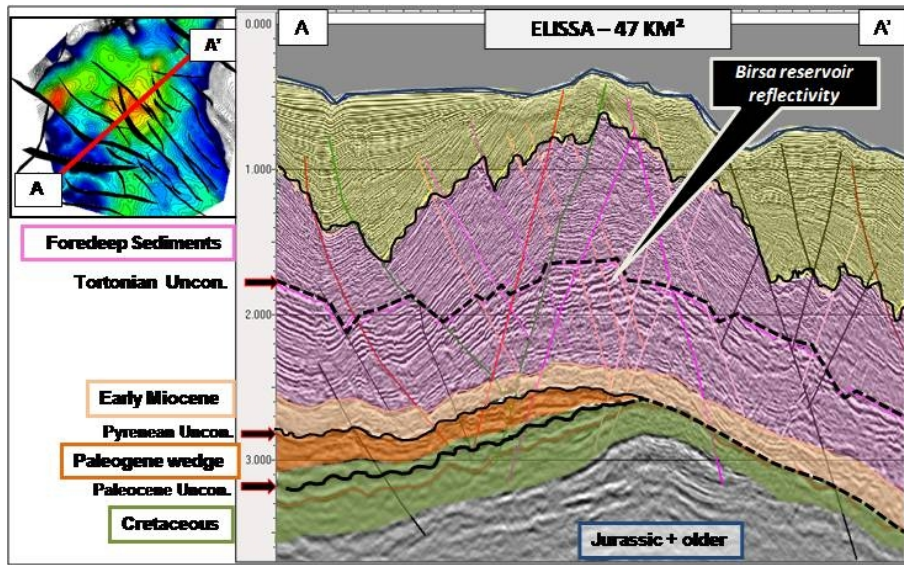 A'
A
Foredeep Sediments
Tortonian Uncon.
Early Miocene
Pyrenean Uncon.
Paleogene wedge
Paleocene Uncon.
Cretaceous
0.000
1.000
2.000
3.000
A
ELISSA – 47 KM²
A'
Birsa reservoir
reflectivity
Jurassic + older